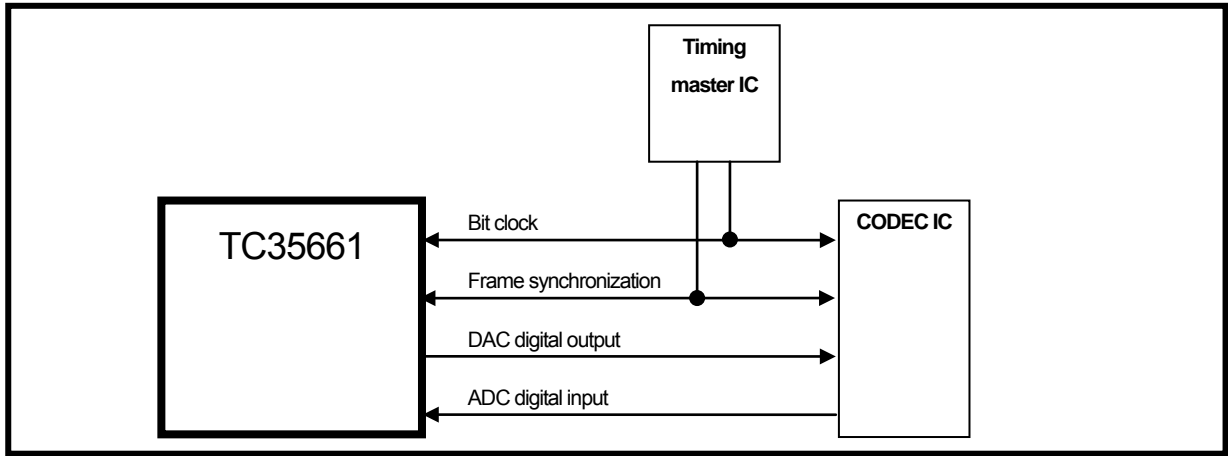 Timing
master IC
TC35661
Bit clock
CODEC IC
Frame synchronization
DAC digital output
ADC digital input